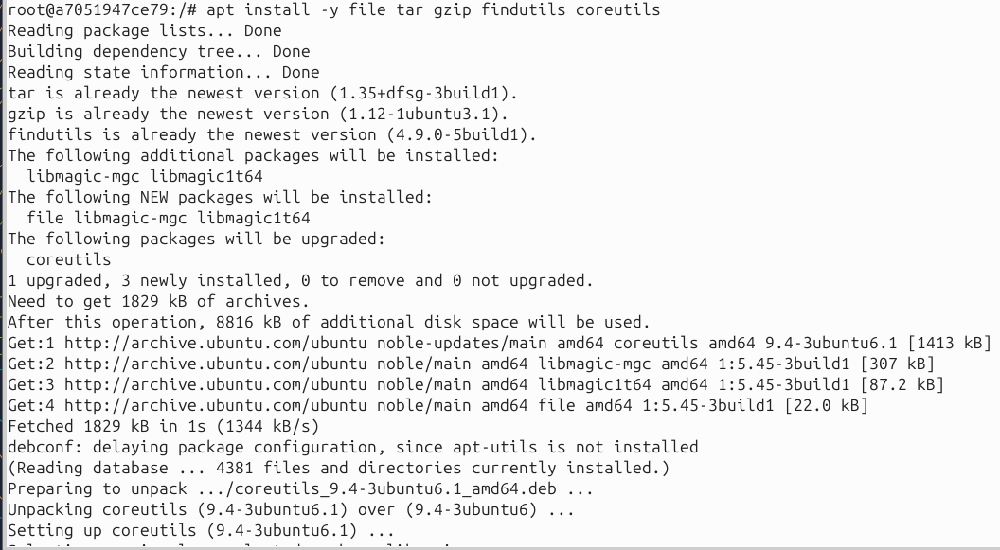 root@a7051947ce79:/# apt install -y file tar gzip findutils coreutils
Reading package lists... Done
Building dependency tree... Done
Reading state information... Done
tar is already the newest version (1.35+dfsg-3build1).
gzip is already the newest version (1.12-1ubuntu3.1).
findutils is already the newest version (4.9.0-5build1).
The following additional packages will be installed:
  libmagic-mgc libmagic1t64
The following NEW packages will be installed:
  file libmagic-mgc libmagic1t64
The following packages will be upgraded:
  coreutils
1 upgraded, 3 newly installed, 0 to remove and 0 not upgraded.
Need to get 1829 kB of archives.
After this operation, 8816 kB of additional disk space will be used.
Get:1 http://archive.ubuntu.com/ubuntu noble-updates/main amd64 coreutils amd64 9.4-3ubuntu6.1 [1413 kB]
Get:2 http://archive.ubuntu.com/ubuntu noble/main amd64 libmagic-mgc amd64 1:5.45-3build1 [307 kB]
Get:3 http://archive.ubuntu.com/ubuntu noble/main amd64 libmagic1t64 amd64 1:5.45-3build1 [87.2 kB]
Get:4 http://archive.ubuntu.com/ubuntu noble/main amd64 file amd64 1:5.45-3build1 [22.0 kB]
Fetched 1829 kB in 1s (1344 kB/s)
debconf: delaying package configuration, since apt-utils is not installed
(Reading database ... 4381 files and directories currently installed.)
Preparing to unpack .../coreutils_9.4-3ubuntu6.1_amd64.deb ...
Unpacking coreutils (9.4-3ubuntu6.1) over (9.4-3ubuntu6) ...
Setting up coreutils (9.4-3ubuntu6.1) ...